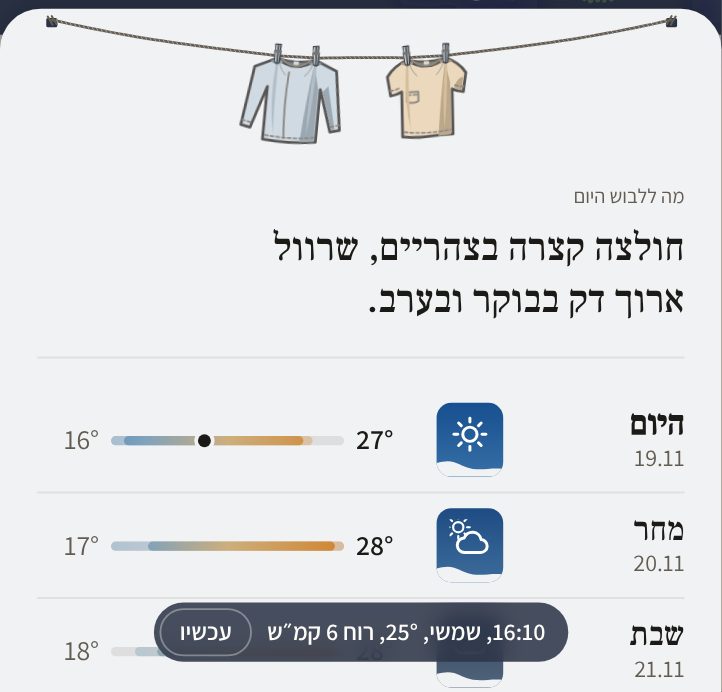 מה ללבוש היום
חולצה קצרה בצהריים, שרוול
ארוך דק בבוקר ובערב.
היום
19.11
27°
16°
מחר
20.11
28°
17°
שבת
21.11
28
18°
16:10, שמשי, 25°, רוח 6 קמ״ש
עכשיו